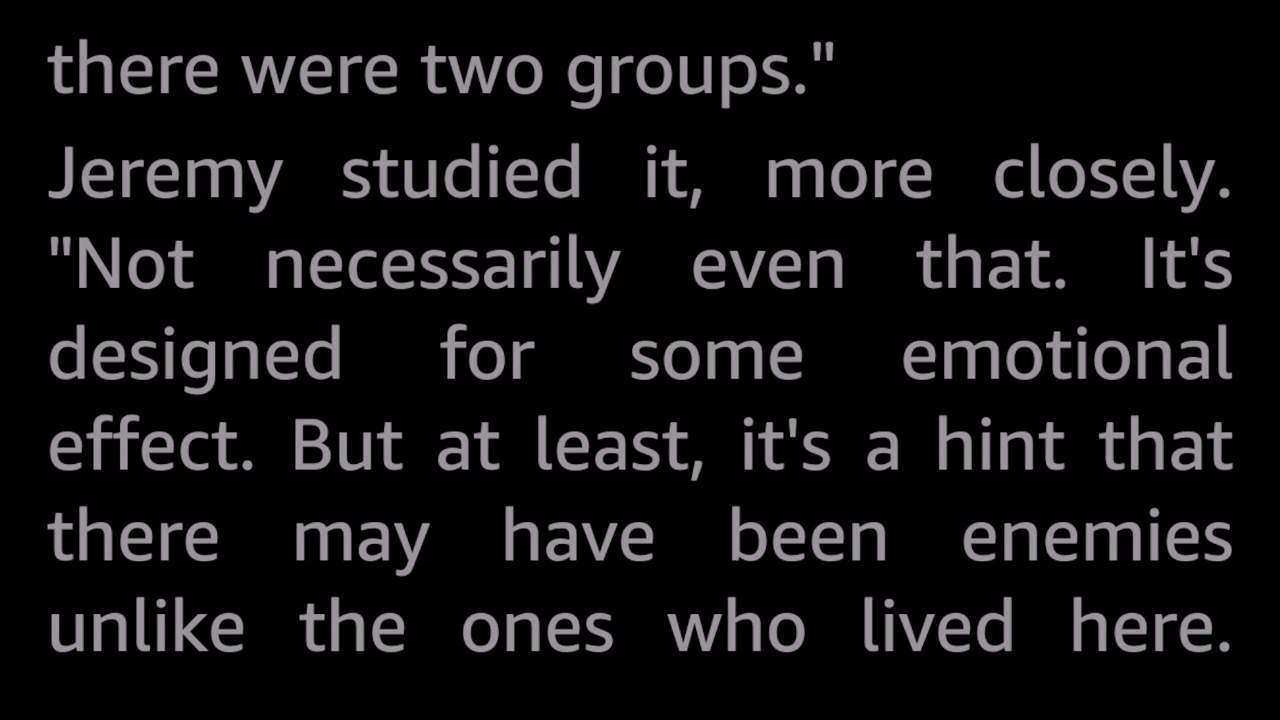 there were two groups."
Jeremy studied it, more closely.
"Not necessarily even that. It's
designed for some emotional
effect. But at least, it's a hint that
there may have been enemies
unlike the ones who lived here.